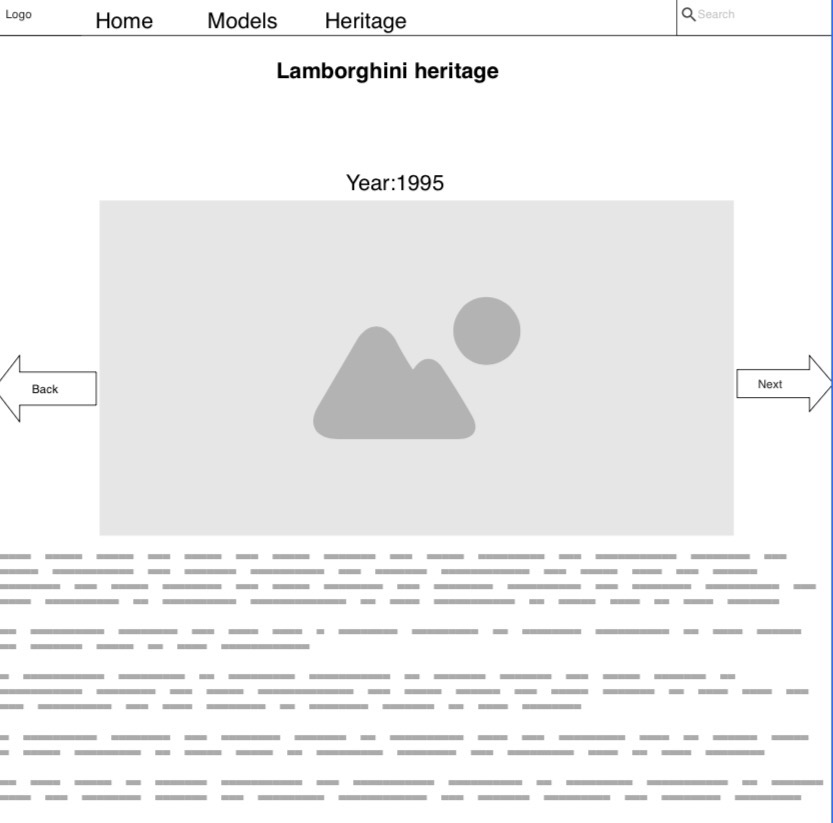 Logo
Home Models Heritage
Search
Lamborghini heritage
Year:1995
Back
Next